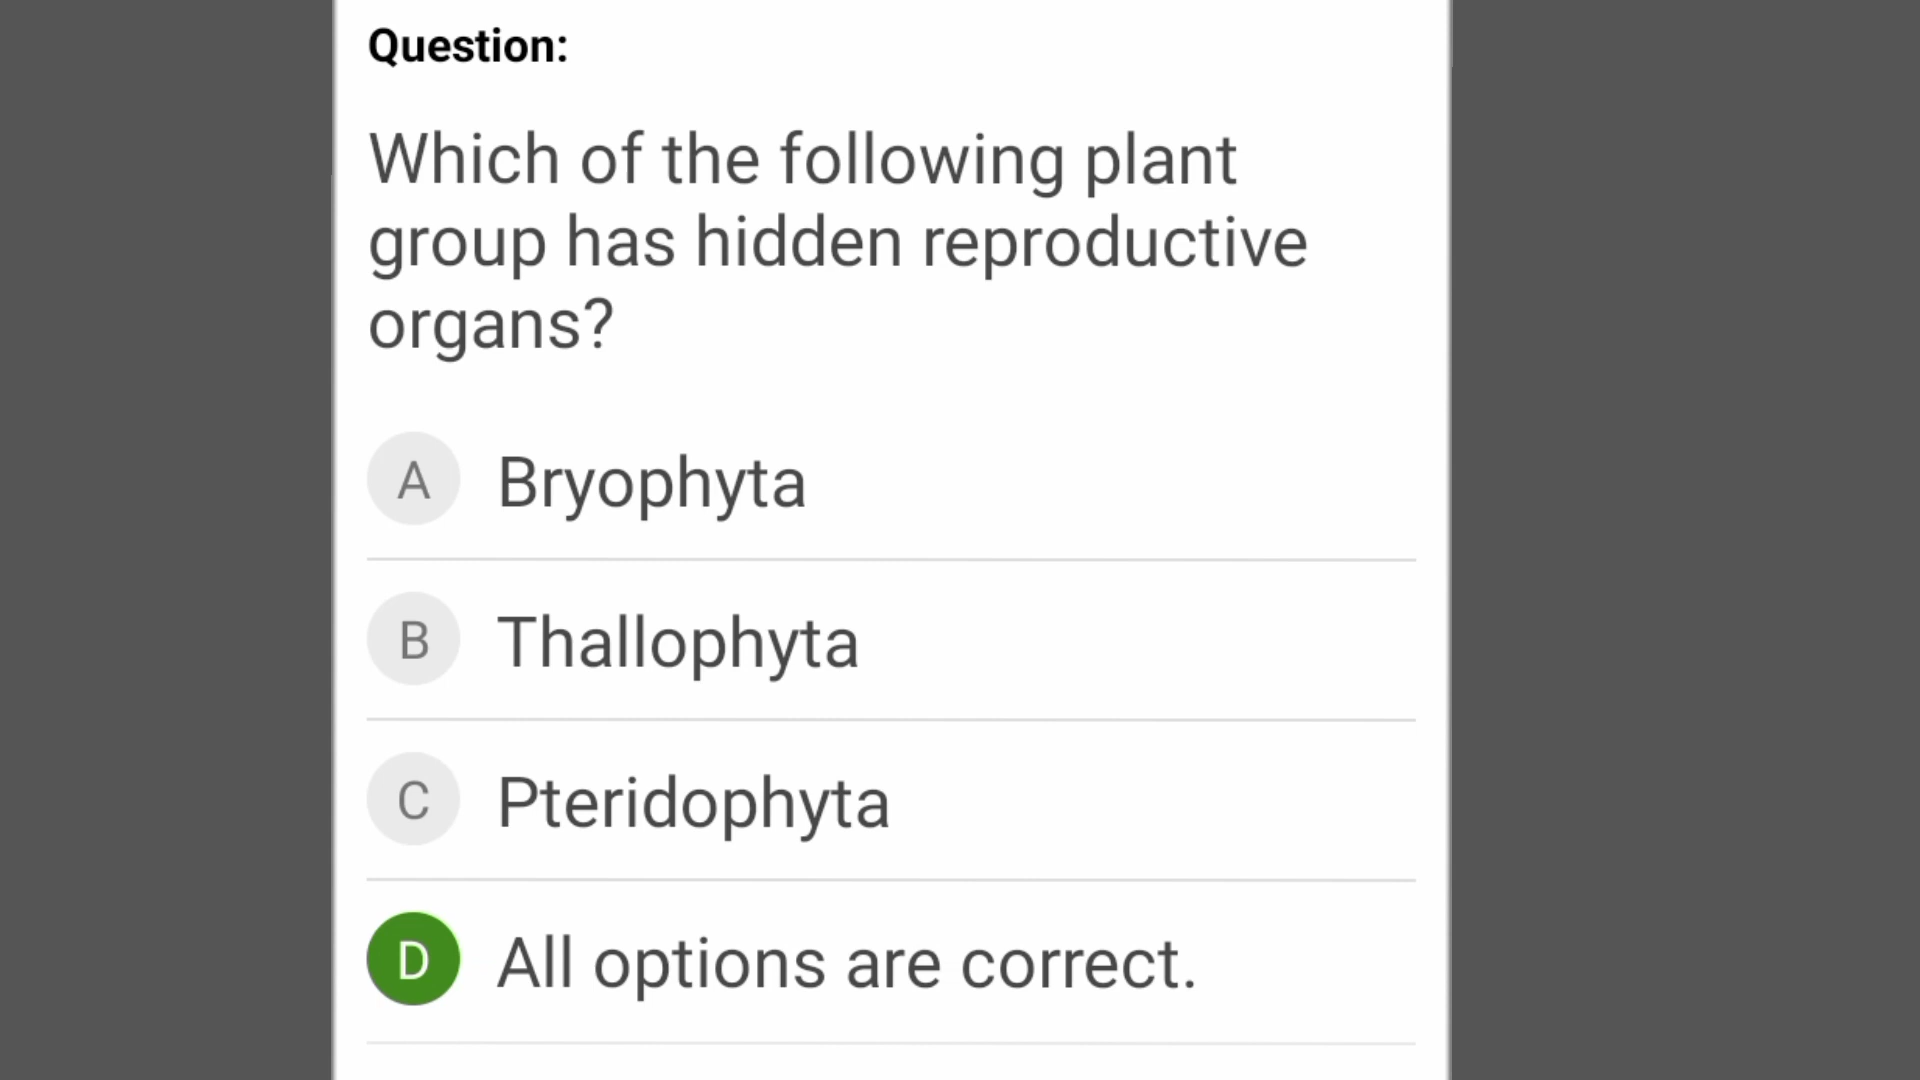 Question:
Which of the following plant
group has hidden reproductive
organs?
A Bryophyta
B Thallophyta
C Pteridophyta
D All options are correct.